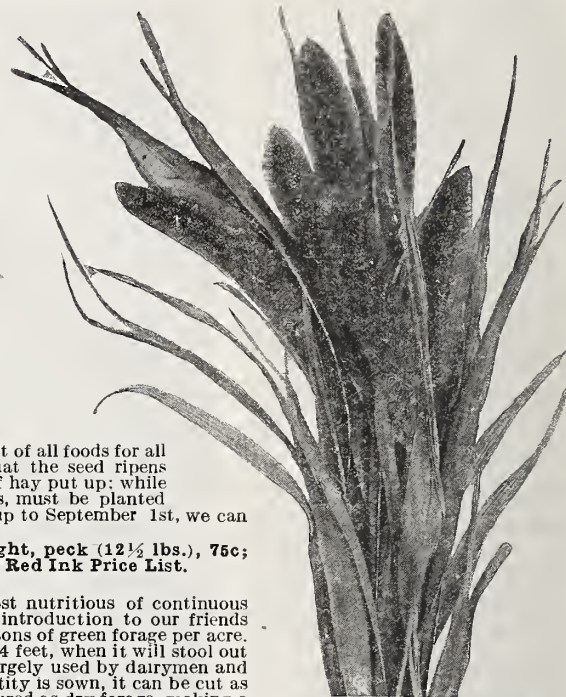 t of all foods for all
at the seed ripens
f hay put up: while
s, must be planted
up to September 1st, we can
ght, peck (12½ lbs.), 75c;
Red Ink Price List.
st nutritious of continuous
introduction to our friends
ons of green forage per acre.
4 feet, when it will stool out
rgely used by dairymen and
tity is sown, it can be cut as